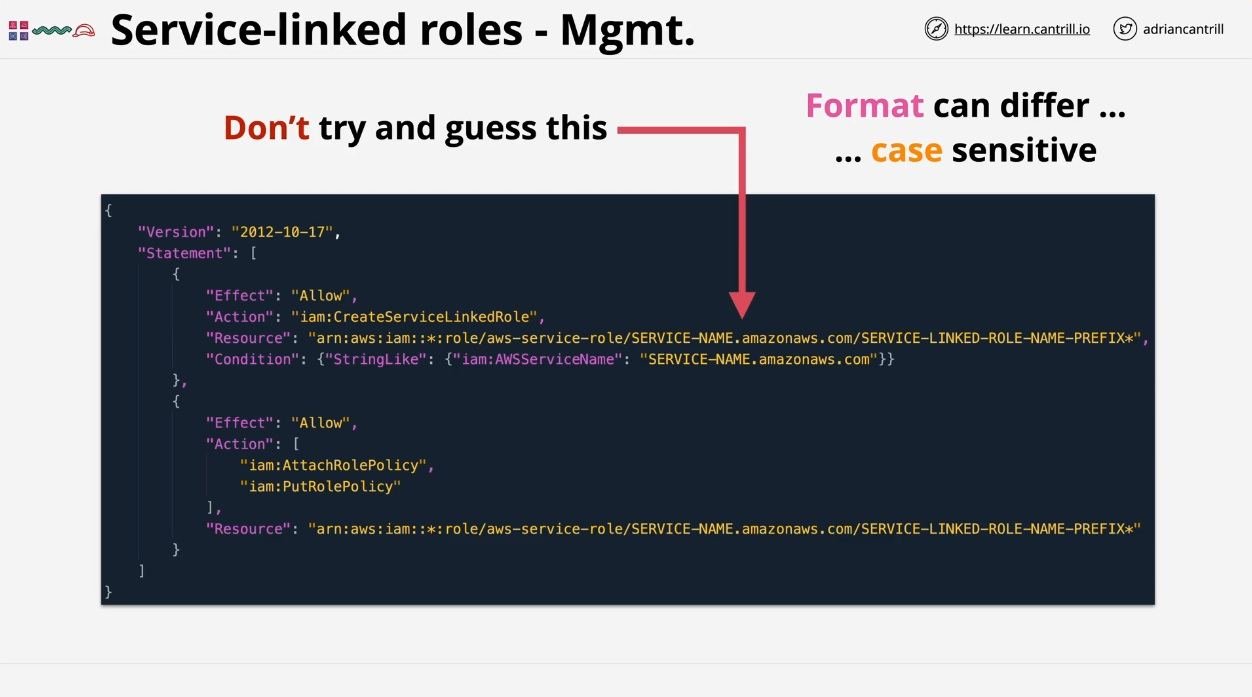 Service-linked roles - Mgmt.
https://learn.cantrill.io
adriancantrill
Don't try and guess this
Format can differ ...
... case sensitive
{
"Version": "2012-10-17",
"Statement": [
{
"Effect": "Allow",
"Action": "iam:CreateServiceLinkedRole",
"Resource": "arn:aws:iam::*:role/aws-service-role/SERVICE-NAME.amazonaws.com/SERVICE-LINKED-ROLE-NAME-PREFIX*",
"Condition": {"StringLike": {"iam:AWSServiceName": "SERVICE-NAME.amazonaws.com"}}
},
{
"Effect": "Allow",
"Action": [
"iam:AttachRolePolicy",
"iam:PutRolePolicy"
],
"Resource": "arn:aws:iam::*:role/aws-service-role/SERVICE-NAME.amazonaws.com/SERVICE-LINKED-ROLE-NAME-PREFIX*"
}
]
}